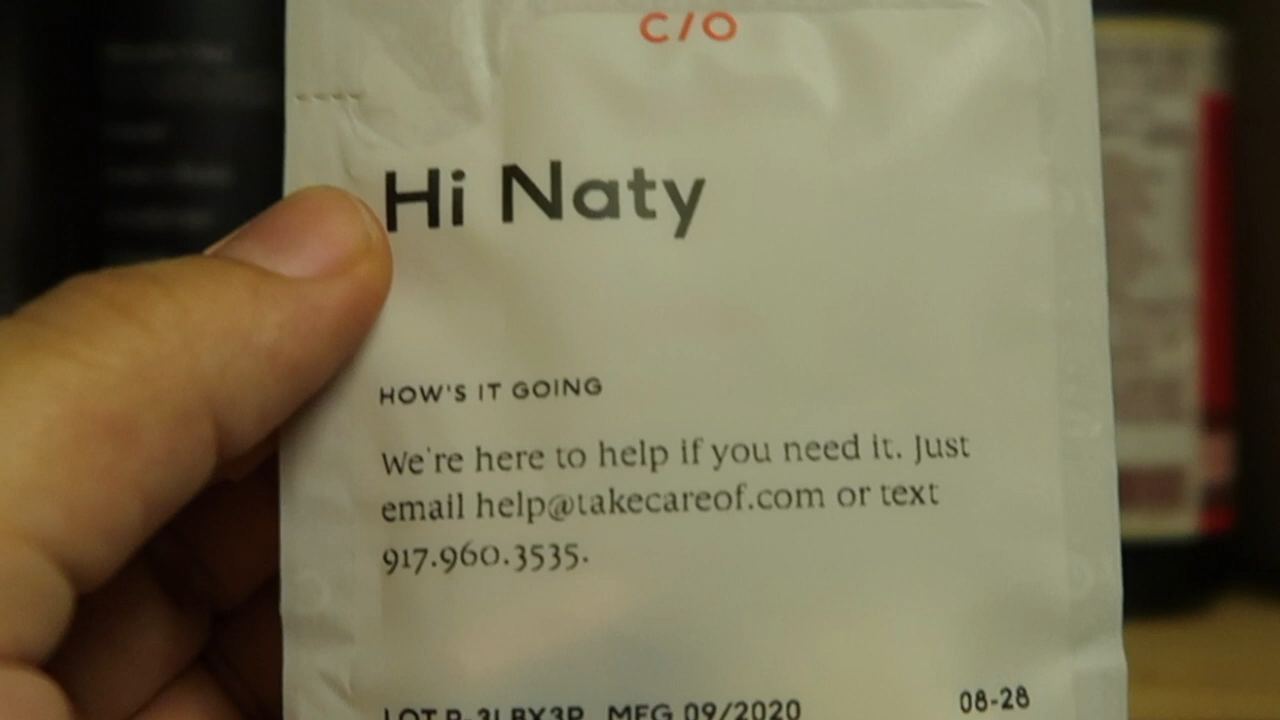 C/O
Hi Naty
HOW'S IT GOING
We're here to help if you need it. Just
email help@takecareof.com or text
917.960.3535.
LOT MFG 09/2020 08-28